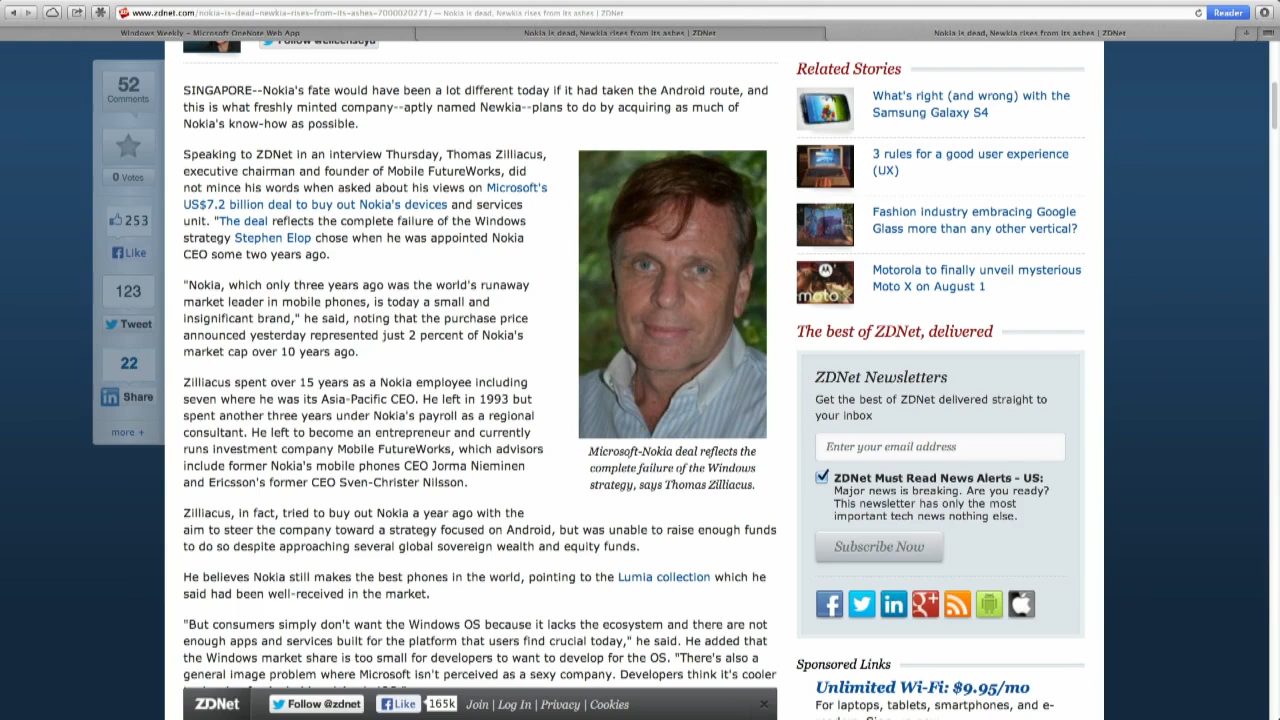 www.zdnet.com/nokia-is-dead-newkia-rises-from-its-ashes-7000020271/ — Nokia is dead, Newkia rises from its ashes | ZDNet
Reader
Windows Weekly – Microsoft OneNote Web App
Nokia is dead, Newkia rises from its ashes | ZDNet
Nokia is dead, Newkia rises from its ashes | ZDNet
52
Comments
0 Votes
253
Like
123
Tweet
22
Share
more +
SINGAPORE--Nokia's fate would have been a lot different today if it had taken the Android route, and
this is what freshly minted company--aptly named Newkia--plans to do by acquiring as much of
Nokia's know-how as possible.
Speaking to ZDNet in an interview Thursday, Thomas Zilliacus,
executive chairman and founder of Mobile FutureWorks, did
not mince his words when asked about his views on Microsoft's
US$7.2 billion deal to buy out Nokia's devices and services
unit. "The deal reflects the complete failure of the Windows
strategy Stephen Elop chose when he was appointed Nokia
CEO some two years ago.
"Nokia, which only three years ago was the world's runaway
market leader in mobile phones, is today a small and
insignificant brand," he said, noting that the purchase price
announced yesterday represented just 2 percent of Nokia's
market cap over 10 years ago.
Zilliacus spent over 15 years as a Nokia employee including
seven where he was its Asia-Pacific CEO. He left in 1993 but
spent another three years under Nokia's payroll as a regional
consultant. He left to become an entrepreneur and currently
runs investment company Mobile FutureWorks, which advisors
include former Nokia's mobile phones CEO Jorma Nieminen
and Ericsson's former CEO Sven-Christer Nilsson.
Microsoft-Nokia deal reflects the
complete failure of the Windows
strategy, says Thomas Zilliacus.
Zilliacus, in fact, tried to buy out Nokia a year ago with the
aim to steer the company toward a strategy focused on Android, but was unable to raise enough funds
to do so despite approaching several global sovereign wealth and equity funds.
He believes Nokia still makes the best phones in the world, pointing to the Lumia collection which he
said had been well-received in the market.
"But consumers simply don't want the Windows OS because it lacks the ecosystem and there are not
enough apps and services built for the platform that users find crucial today," he said. He added that
the Windows market share is too small for developers to want to develop for the OS. "There's also a
general image problem where Microsoft isn't perceived as a sexy company. Developers think it's cooler
ZDNet
Follow @zdnet
Like
165k
Join | Log In | Privacy | Cookies
Related Stories
What's right (and wrong) with the
Samsung Galaxy S4
3 rules for a good user experience
(UX)
Fashion industry embracing Google
Glass more than any other vertical?
moto X
Motorola to finally unveil mysterious
Moto X on August 1
The best of ZDNet, delivered
ZDNet Newsletters
Get the best of ZDNet delivered straight to
your inbox
Enter your email address
ZDNet Must Read News Alerts - US:
Major news is breaking. Are you ready?
This newsletter has only the most
important tech news nothing else.
Subscribe Now
Sponsored Links
Unlimited Wi-Fi: $9.95/mo
For laptops, tablets, smartphones, and e-